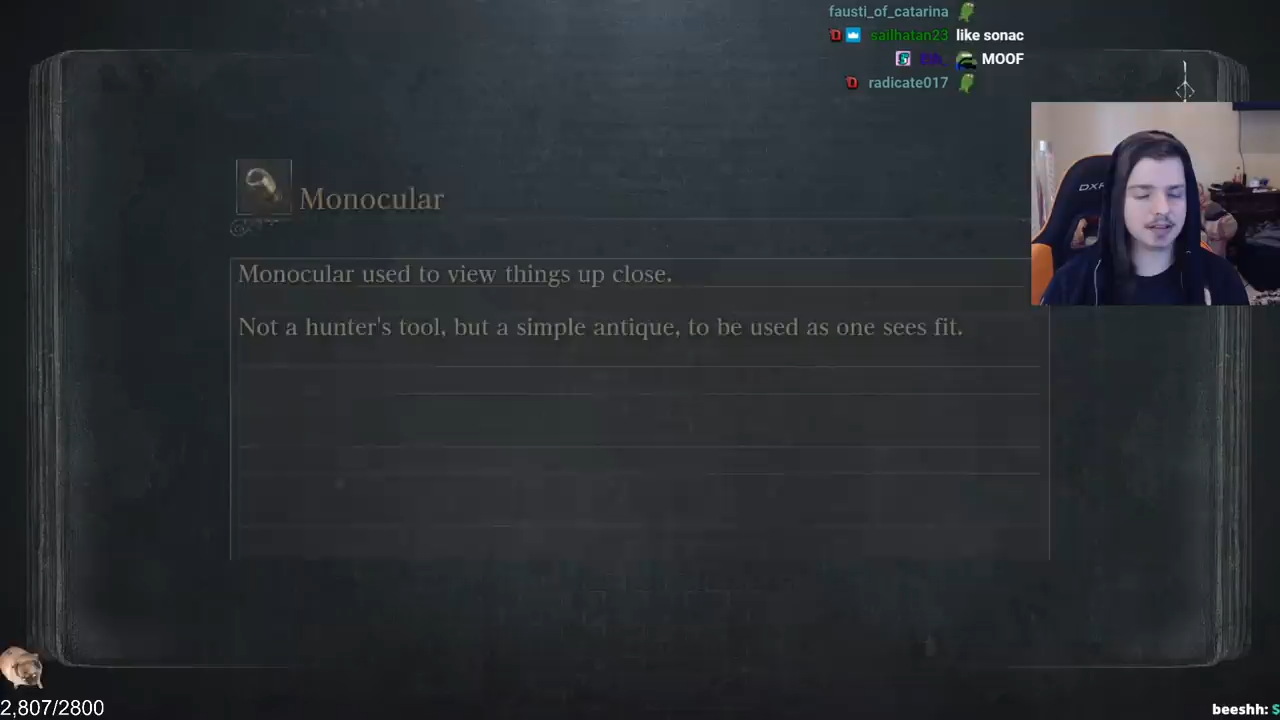 fausti_of_catarina
sailhatan23 like sonac
MOOF
radicate017
DXR
Monocular
Monocular used to view things up close.
Not a hunter's tool, but a simple antique, to be used as one sees fit.
2,807/2800
beeshh: S